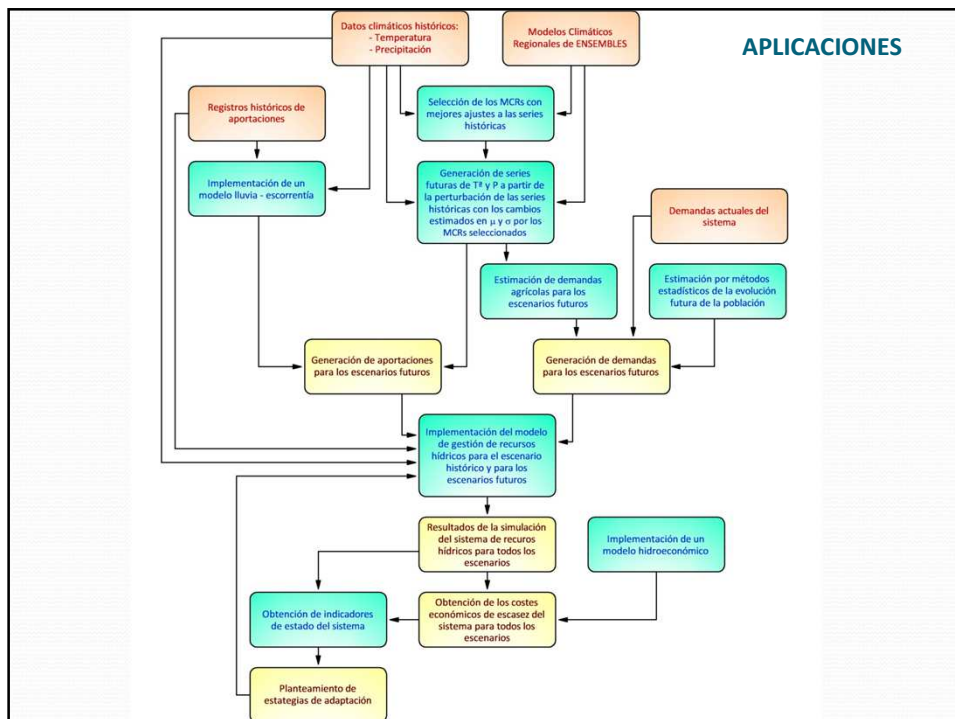 APLICACIONES
Datos climáticos históricos:
- Temperatura
- Precipitación
Modelos Climáticos
Regionales de ENSEMBLES
Registros históricos de
aportaciones
Selección de los MCRs con
mejores ajustes a las series
históricas
Implementación de un
modelo lluvia - escorrentía
Generación de series
futuras de Tª y P a partir de
la perturbación de las series
históricas con los cambios
estimados en μ y σ por los
MCRs seleccionados
Demandas actuales del
sistema
Estimación de demandas
agrícolas para los
escenarios futuros
Estimación por métodos
estadísticos de la evolución
futura de la población
Generación de aportaciones
para los escenarios futuros
Generación de demandas
para los escenarios futuros
Implementación del modelo
de gestión de recursos
hídricos para el escenario
histórico y para los
escenarios futuros
Resultados de la simulación
del sistema de recuros
hídricos para todos los
escenarios
Implementación de un
modelo hidroeconómico
Obtención de indicadores
de estado del sistema
Obtención de los costes
económicos de escasez del
sistema para todos los
escenarios
Planteamiento de
estategias de adaptación